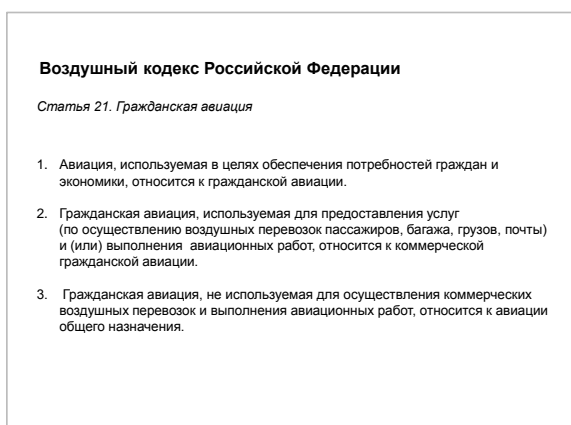 Воздушный кодекс Российской Федерации
Статья 21. Гражданская авиация
1. Авиация, используемая в целях обеспечения потребностей граждан и
экономики, относится к гражданской авиации.
2. Гражданская авиация, используемая для предоставления услуг
(по осуществлению воздушных перевозок пассажиров, багажа, грузов, почты)
и (или) выполнения авиационных работ, относится к коммерческой
гражданской авиации.
3. Гражданская авиация, не используемая для осуществления коммерческих
воздушных перевозок и выполнения авиационных работ, относится к авиации
общего назначения.